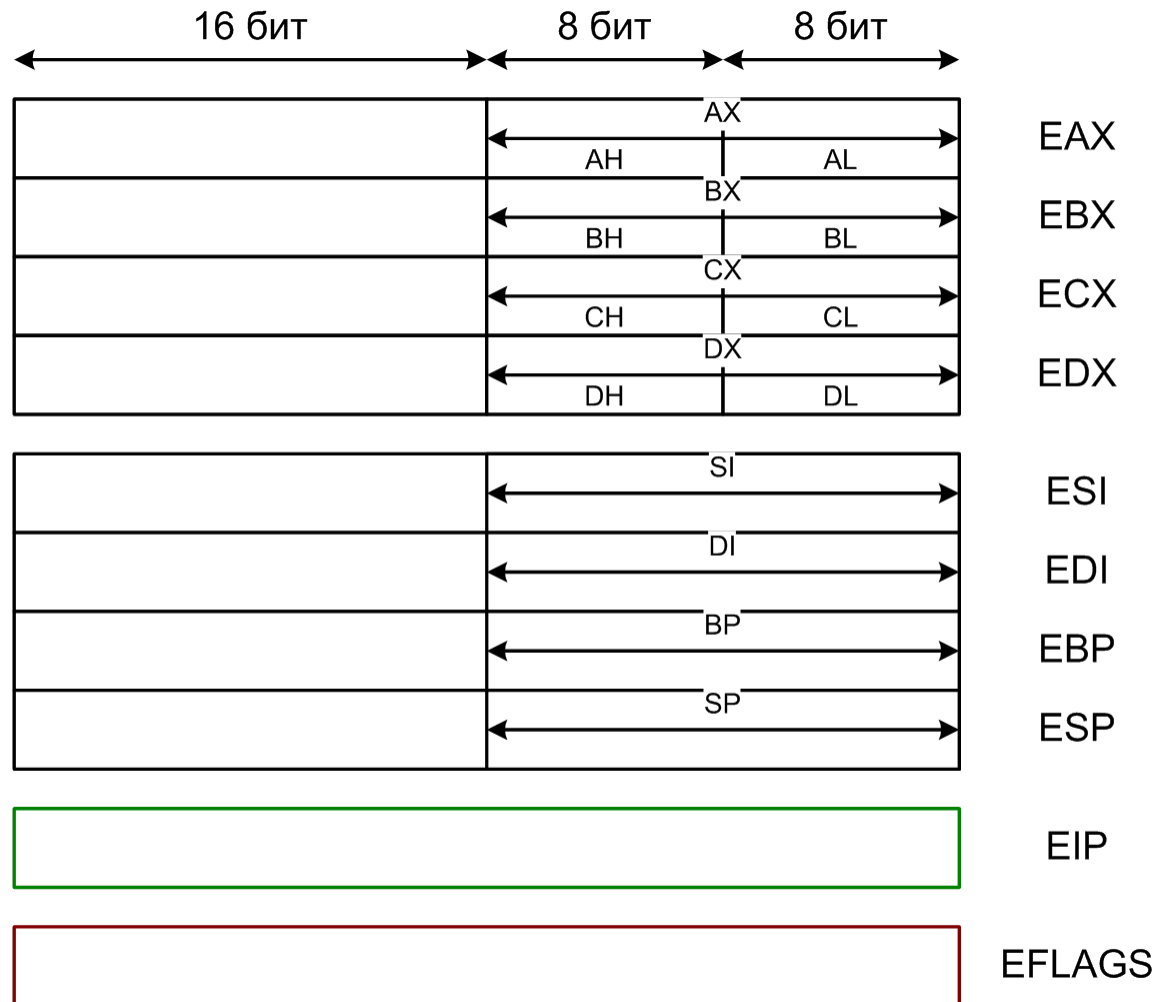 16 бит 8 бит 8 бит
AX
EAX
AH AL
BX
EBX
BH BL
CX
ECX
CH CL
DX
EDX
DH DL
SI
ESI
DI
EDI
BP
EBP
SP
ESP
EIP
EFLAGS